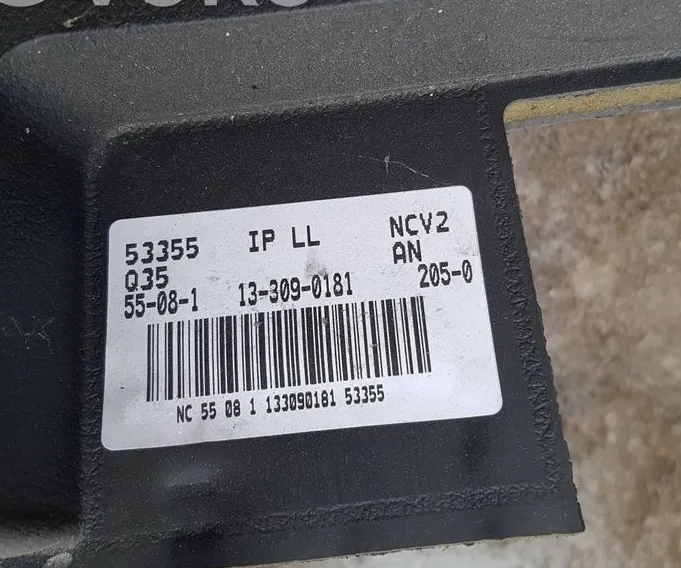 53355 IP LL NCV2
Q35 AN
55-08-1 13-309-0181 205-0
NC 55 08 1 133090181 53355